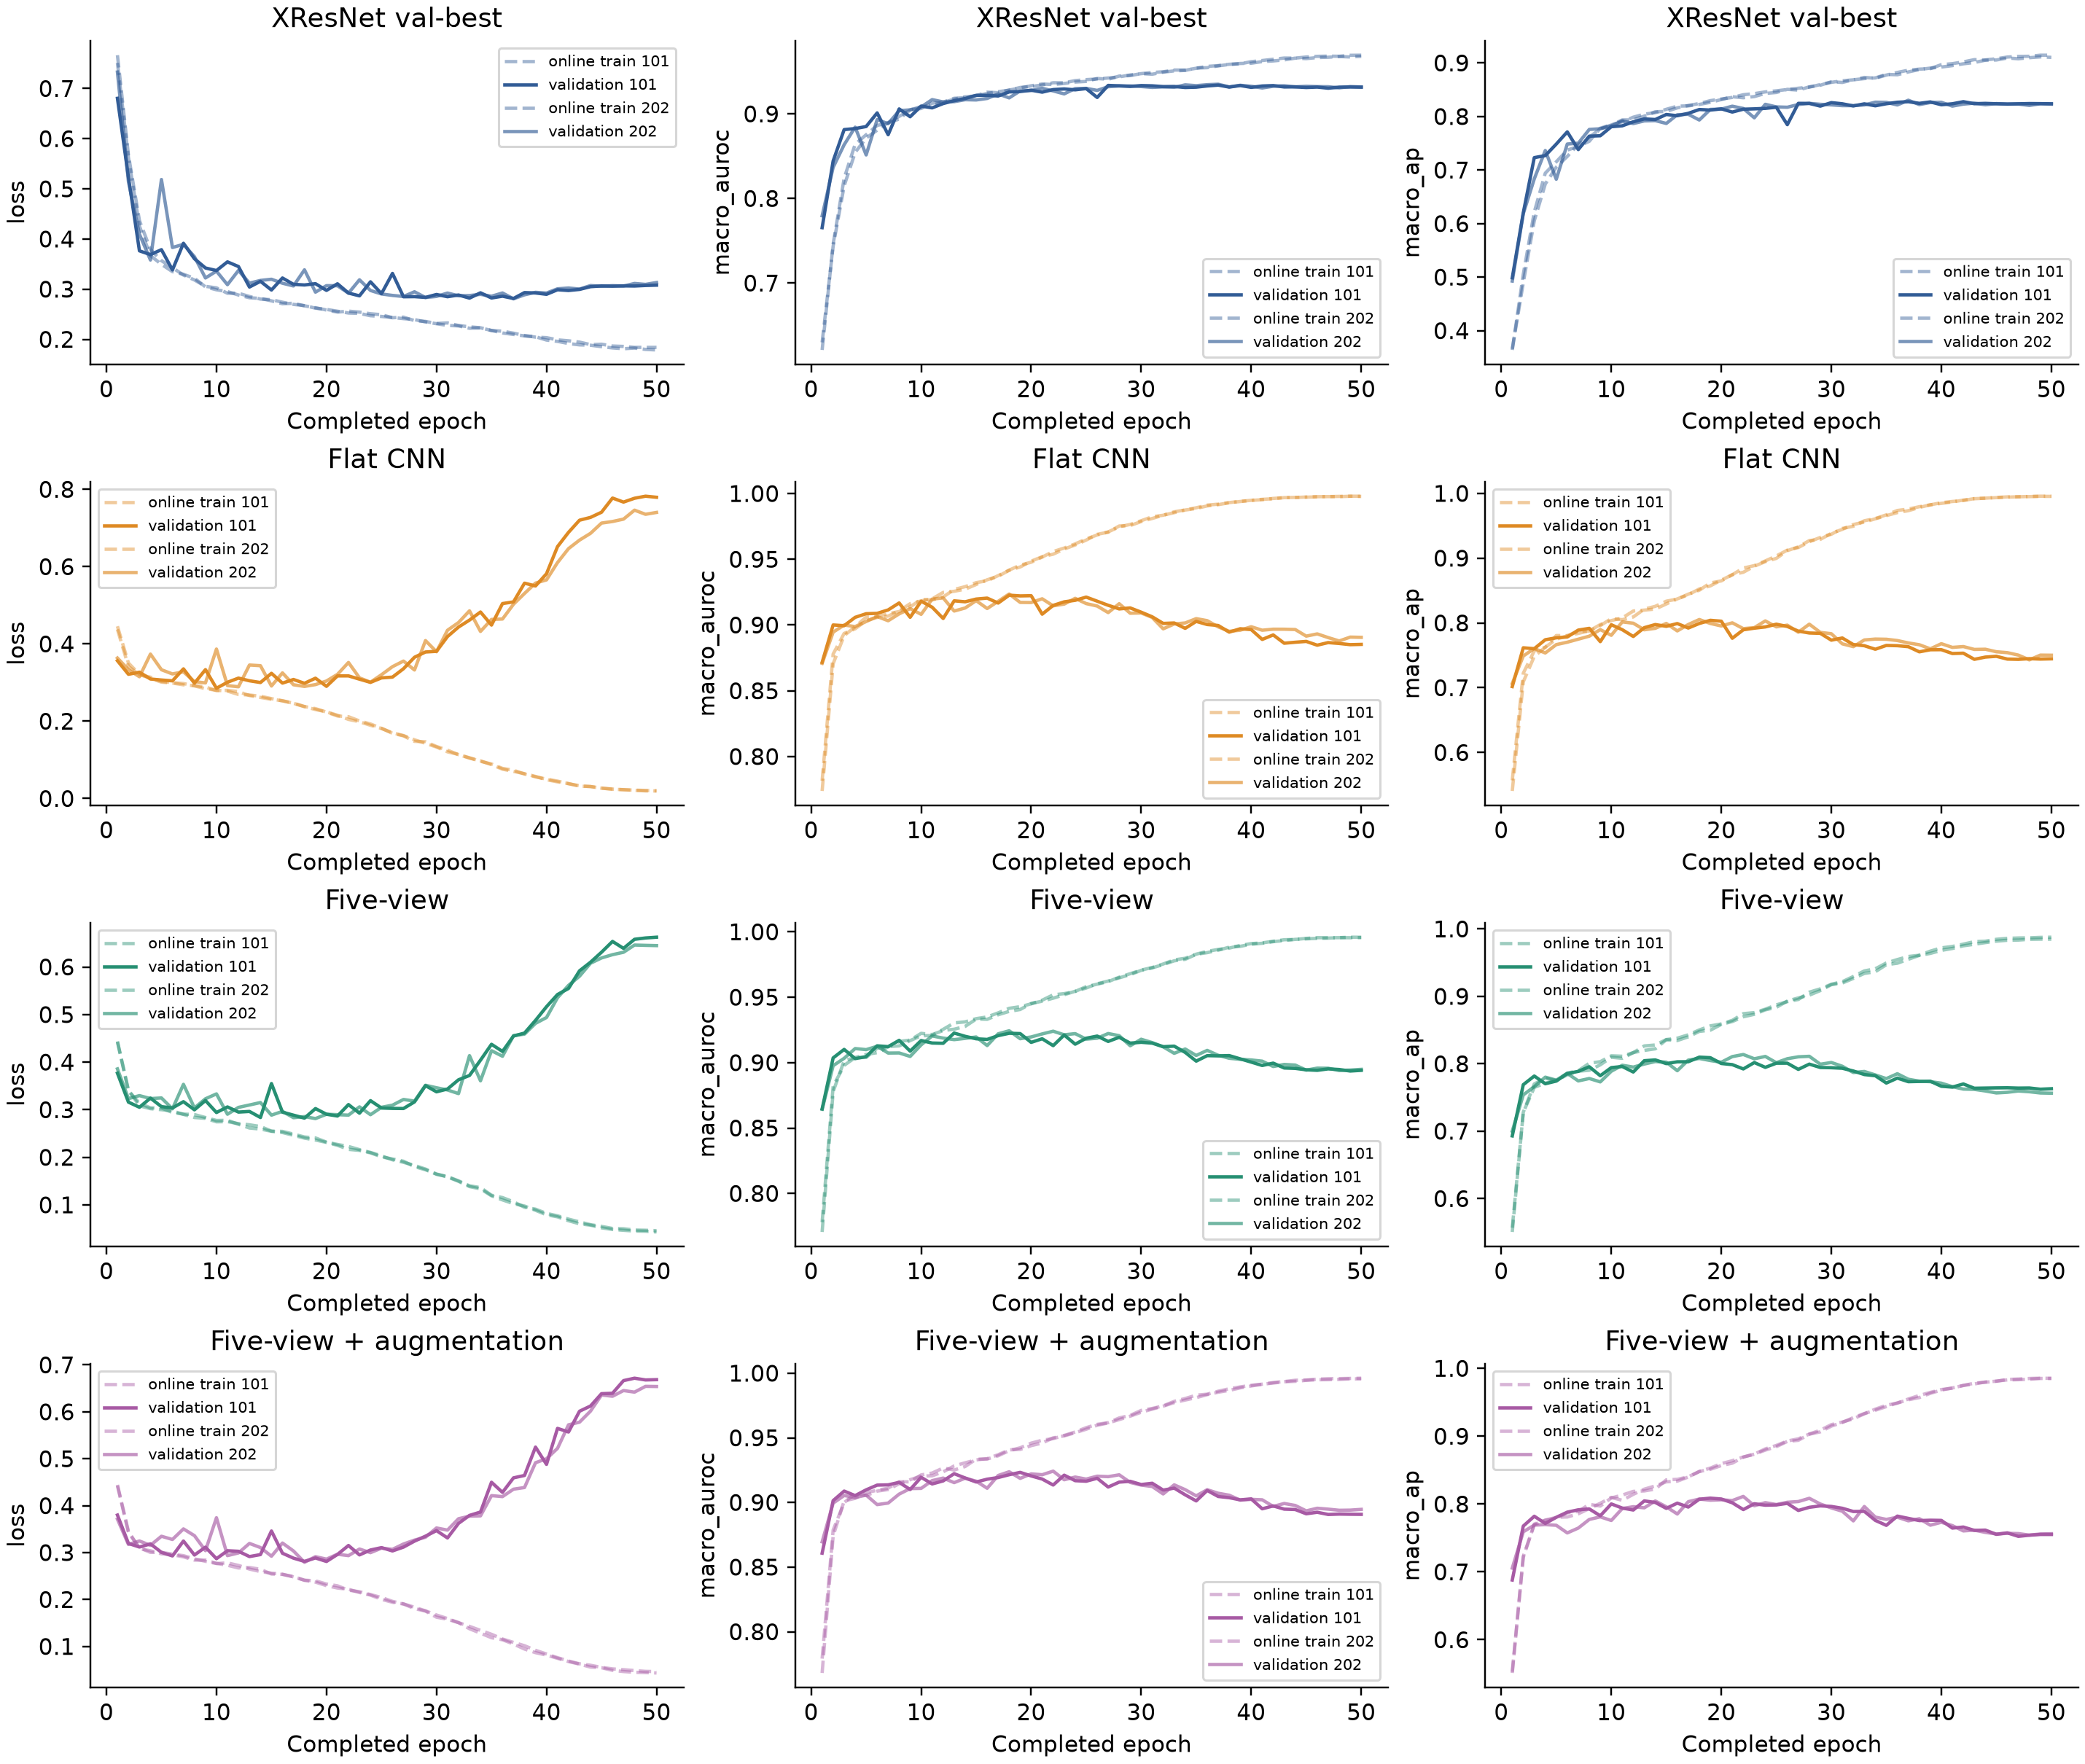 XResNet val-best
loss
0.7
0.6
0.5
0.4
0.3
0.2
online train 101
validation 101
online train 202
validation 202
0 10 20 30 40 50
Completed epoch
XResNet val-best
macro_auroc
0.9
0.8
0.7
online train 101
validation 101
online train 202
validation 202
0 10 20 30 40 50
Completed epoch
XResNet val-best
macro_ap
0.9
0.8
0.7
0.6
0.5
0.4
online train 101
validation 101
online train 202
validation 202
0 10 20 30 40 50
Completed epoch
Flat CNN
loss
0.8
0.6
0.4
0.2
0.0
online train 101
validation 101
online train 202
validation 202
0 10 20 30 40 50
Completed epoch
Flat CNN
macro_auroc
1.00
0.95
0.90
0.85
0.80
online train 101
validation 101
online train 202
validation 202
0 10 20 30 40 50
Completed epoch
Flat CNN
macro_ap
1.0
0.9
0.8
0.7
0.6
online train 101
validation 101
online train 202
validation 202
0 10 20 30 40 50
Completed epoch
Five-view
loss
0.6
0.5
0.4
0.3
0.2
0.1
online train 101
validation 101
online train 202
validation 202
0 10 20 30 40 50
Completed epoch
Five-view
macro_auroc
1.00
0.95
0.90
0.85
0.80
online train 101
validation 101
online train 202
validation 202
0 10 20 30 40 50
Completed epoch
Five-view
macro_ap
1.0
0.9
0.8
0.7
0.6
online train 101
validation 101
online train 202
validation 202
0 10 20 30 40 50
Completed epoch
Five-view + augmentation
loss
0.7
0.6
0.5
0.4
0.3
0.2
0.1
online train 101
validation 101
online train 202
validation 202
0 10 20 30 40 50
Completed epoch
Five-view + augmentation
macro_auroc
1.00
0.95
0.90
0.85
0.80
online train 101
validation 101
online train 202
validation 202
0 10 20 30 40 50
Completed epoch
Five-view + augmentation
macro_ap
1.0
0.9
0.8
0.7
0.6
online train 101
validation 101
online train 202
validation 202
0 10 20 30 40 50
Completed epoch